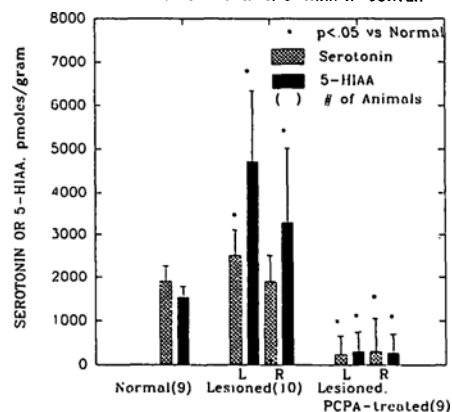 • p<.05 vs Normal
Serotonin
5-HIAA
( ) # of Animals
SEROTONIN OR 5-HIAA, pmoles/gram
8000
7000
6000
5000
4000
3000
2000
1000
0
L R L R
Normal(9) Lesioned(10) Lesioned,
PCPA-treated(9)